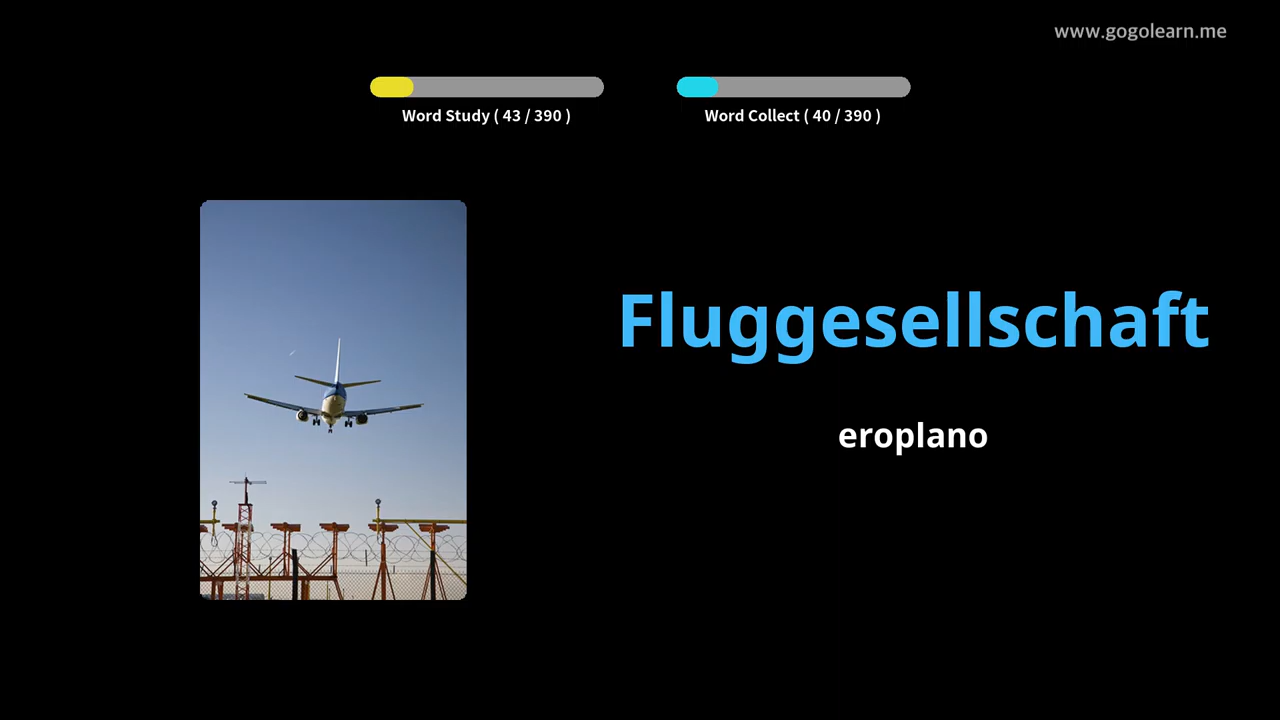 www.gogolearn.me
Word Study ( 43 / 390 )
Word Collect ( 40 / 390 )
Fluggesellschaft
eroplano